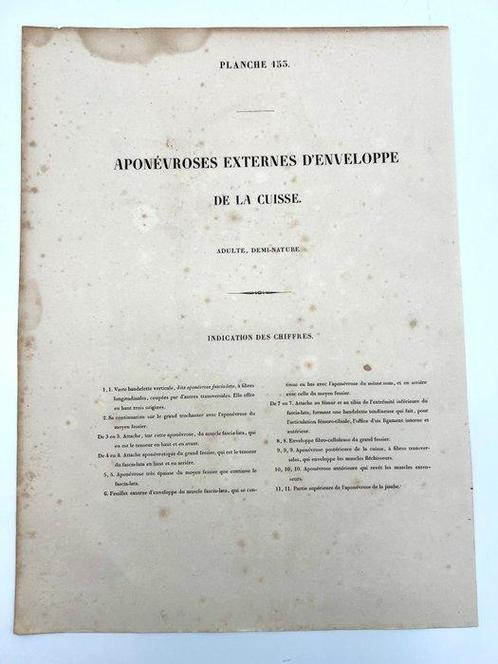 PLANCHE 153.
APONÉVROSES EXTERNES D'ENVELOPPE
DE LA CUISSE.
ADULTE, DEMI-NATURE
INDICATION DES CHIFFRES.
1, 1. Vaste bandelette verticale, dite aponévrose fascia-lata, à fibres
longitudinales, coupées par d'autres transversales. Elle offre
en haut trois origines.
2. Sa continuation sur le grand trochanter avec l'aponévrose du
moyen fessier.
De 3 en 3. Attache, sur cette aponévrose, du muscle fascia-lata, qui
en est le tenseur en haut et en avant.
De 4 en 4. Attache aponévrotique du grand fessier, qui est le tenseur
du fascia-lata en haut et en arrière.
5, 5. Aponévrose très épaisse du moyen fessier que continue le
fascia-lata.
6. Feuillet externe d'enveloppe du muscle fascia-lata, qui se con-
tinue en bas avec l'aponévrose du même nom, et en arrière
avec celle du moyen fessier.
De 7 en 7. Attache au fémur et au tibia de l'extrémité inférieure du
fascia-lata, formant une bandelette tendineuse qui fait, pour
l'articulation fémoro-tibiale, l'office d'un ligament interne et
antérieur.
8, 8. Enveloppe fibro-celluleuse du grand fessier.
9, 9, 9. Aponévrose postérieure de la cuisse, à fibres transver-
sales, qui enveloppe les muscles fléchisseurs.
10, 10, 10. Aponévrose antérieure qui revêt les muscles exten-
seurs.
11, 11. Partie supérieure de l'aponévrose de la jambe.